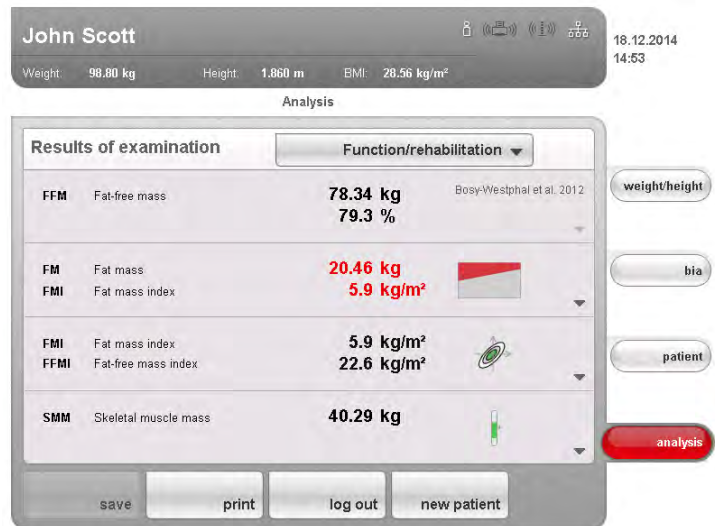 John Scott
18.12.2014
14:53
Weight: 98.80 kg Height: 1.860 m BMI: 28.56 kg/m²
Analysis
Results of examination Function/rehabilitation
FFM Fat-free mass 78.34 kg Bosy-Westphal et al. 2012
79.3 %
FM Fat mass 20.46 kg
FMI Fat mass index 5.9 kg/m²
FMI Fat mass index 5.9 kg/m²
FFMI Fat-free mass index 22.6 kg/m²
SMM Skeletal muscle mass 40.29 kg
weight/height
bia
patient
analysis
save print log out new patient